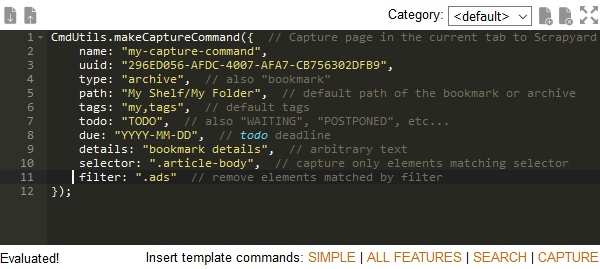 Category: <default>
1 CmdUtils.makeCaptureCommand({  // Capture page in the current tab to Scrapyard
2     name: "my-capture-command",
3     uuid: "296ED056-AFDC-4007-AFA7-CB756302DFB9",
4     type: "archive",  // also "bookmark"
5     path: "My Shelf/My Folder",  // default path of the bookmark or archive
6     tags: "my,tags",  // default tags
7     todo: "TODO",  // also "WAITING", "POSTPONED", etc...
8     due: "YYYY-MM-DD",  // todo deadline
9     details: "bookmark details",  // arbitrary text
10     selector: ".article-body",  // capture only elements matching selector
11     filter: ".ads"  // remove elements matched by filter
12 });
Evaluated! Insert template commands: SIMPLE | ALL FEATURES | SEARCH | CAPTURE